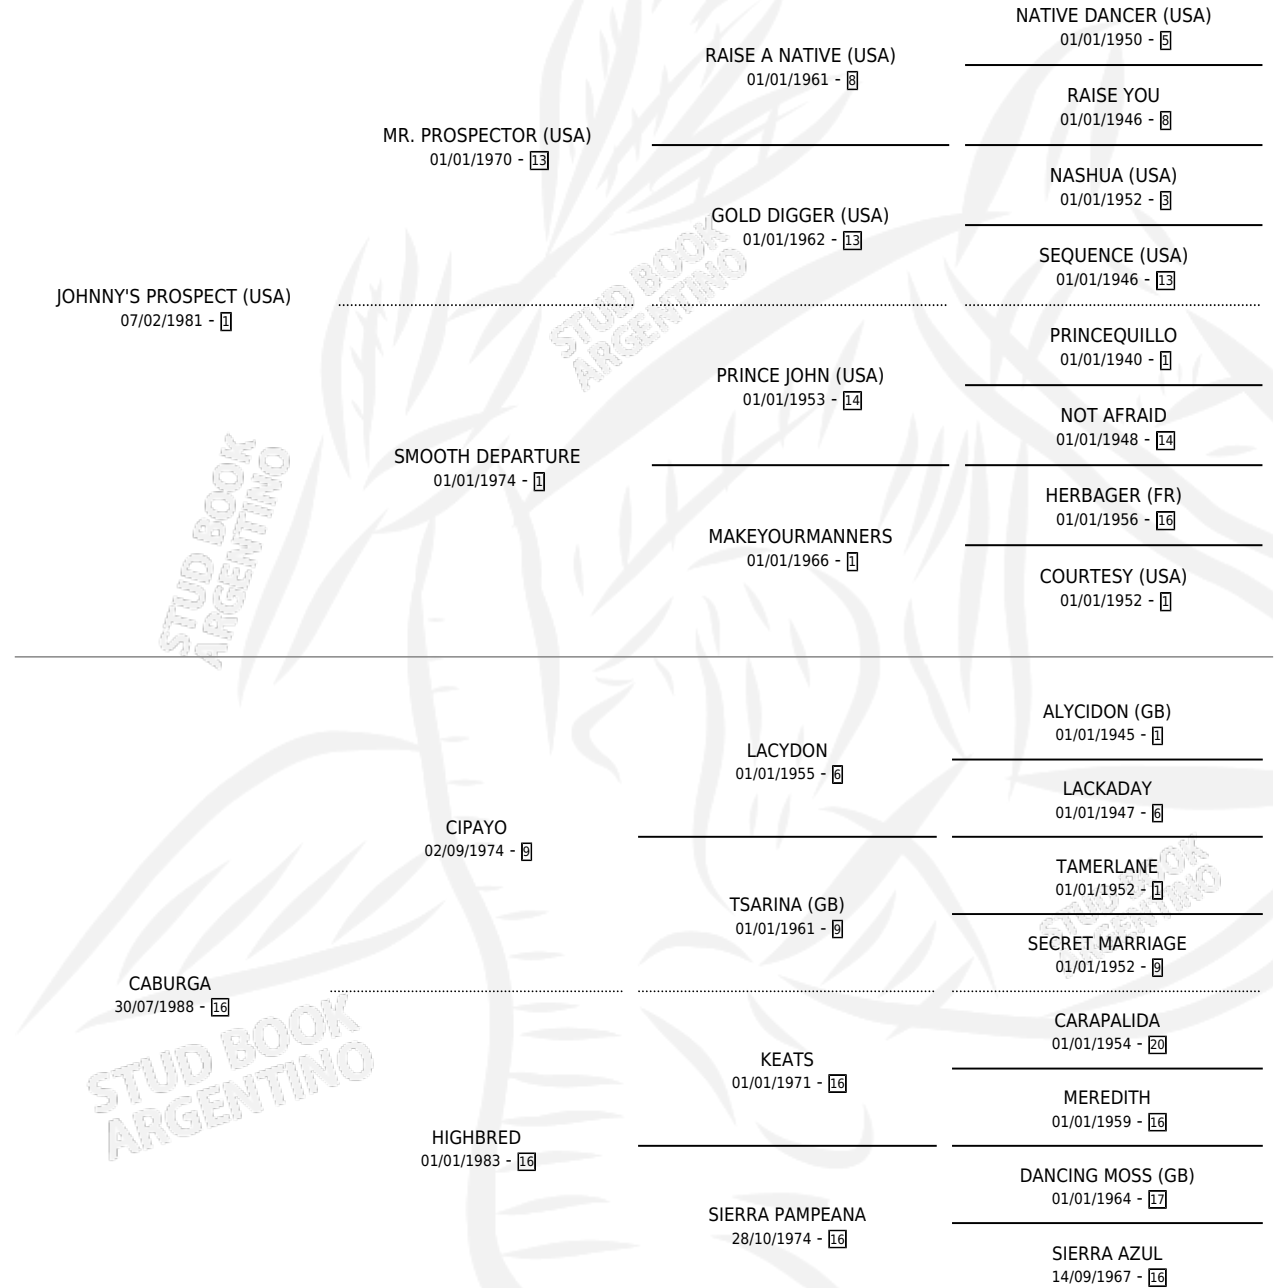 NATIVE DANCER (USA)
01/01/1950 - 5
RAISE A NATIVE (USA)
01/01/1961 - 8
RAISE YOU
01/01/1946 - 8
MR. PROSPECTOR (USA)
01/01/1970 - 13
NASHUA (USA)
01/01/1952 - 3
GOLD DIGGER (USA)
01/01/1962 - 13
SEQUENCE (USA)
01/01/1946 - 13
JOHNNY'S PROSPECT (USA)
07/02/1981 - 1
PRINCEQUILLO
01/01/1940 - 1
PRINCE JOHN (USA)
01/01/1953 - 14
NOT AFRAID
01/01/1948 - 14
SMOOTH DEPARTURE
01/01/1974 - 1
HERBAGER (FR)
01/01/1956 - 16
MAKEYOURMANNERS
01/01/1966 - 1
COURTESY (USA)
01/01/1952 - 1
ALYCIDON (GB)
01/01/1945 - 1
LACYDON
01/01/1955 - 6
LACKADAY
01/01/1947 - 6
CIPAYO
02/09/1974 - 9
TAMERLANE
01/01/1952 - 1
TSARINA (GB)
01/01/1961 - 9
SECRET MARRIAGE
01/01/1952 - 9
CABURGA
30/07/1988 - 16
CARAPALIDA
01/01/1954 - 20
KEATS
01/01/1971 - 16
MEREDITH
01/01/1959 - 16
HIGHBRED
01/01/1983 - 16
DANCING MOSS (GB)
01/01/1964 - 17
SIERRA PAMPEANA
28/10/1974 - 16
SIERRA AZUL
14/09/1967 - 16
STUD BOOK
ARGENTINO
STUD BOOK
ARGENTINO
STUD BOOK
ARGENTINO
STUD BOOK
ARGENTINO